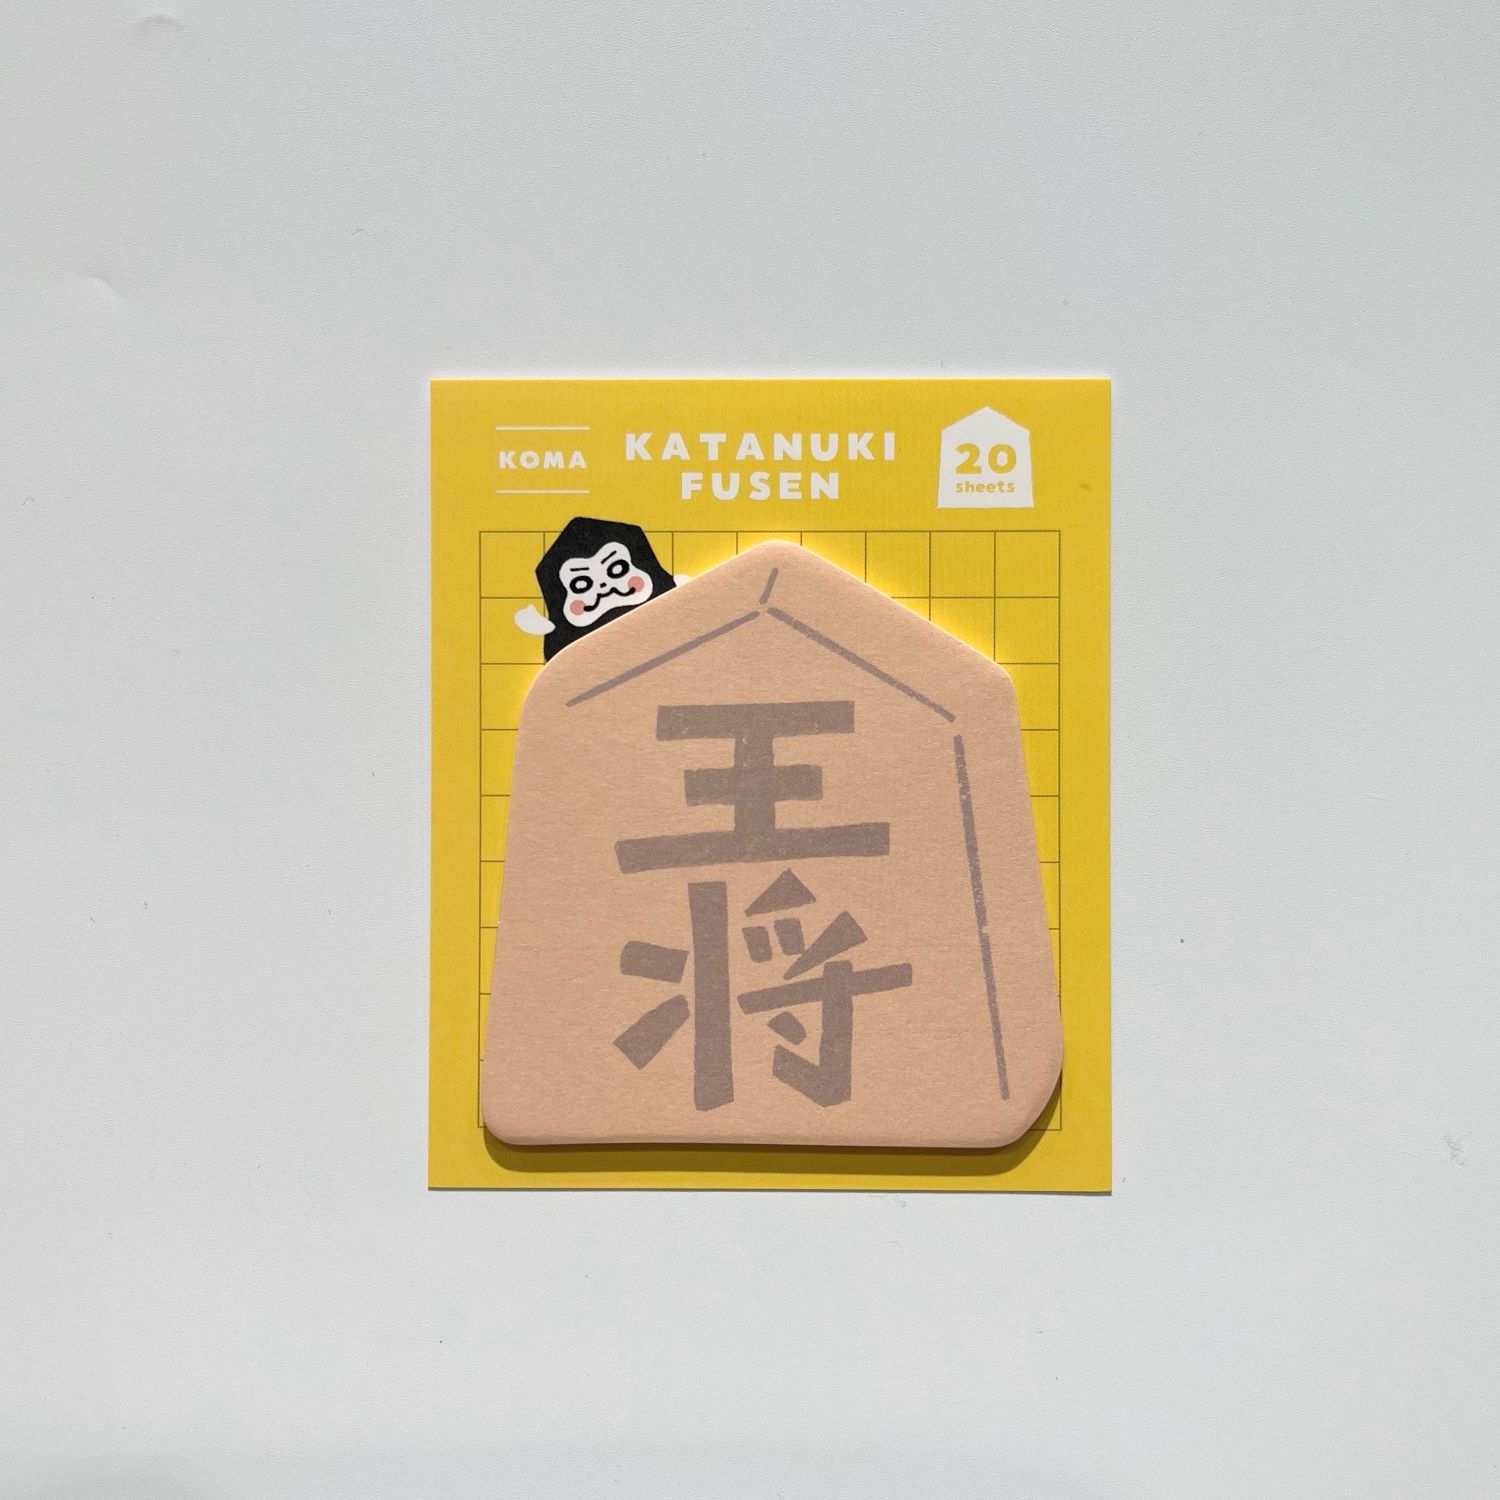 KOMA
KATANUKI
FUSEN
20
sheets
王
将